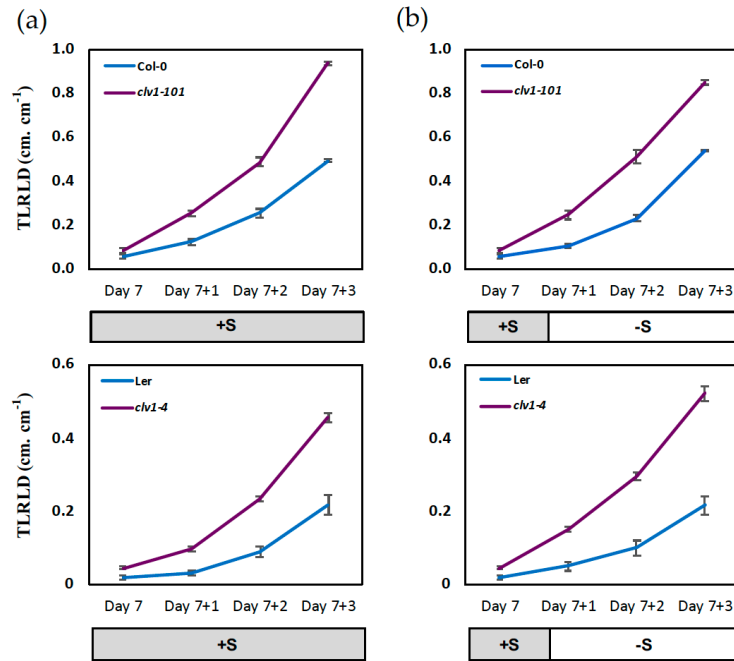 (a)
TLRLD (cm. cm⁻¹)
1.0
0.8
0.6
0.4
0.2
0.0
Col-0
clv1-101
Day 7 Day 7+1 Day 7+2 Day 7+3
+S
(b)
1.0
0.8
0.6
0.4
0.2
0.0
Col-0
clv1-101
Day 7 Day 7+1 Day 7+2 Day 7+3
+S -S
TLRLD (cm. cm⁻¹)
0.6
0.4
0.2
0
Ler
clv1-4
Day 7 Day 7+1 Day 7+2 Day 7+3
+S
0.6
0.4
0.2
0
Ler
clv1-4
Day 7 Day 7+1 Day 7+2 Day 7+3
+S -S